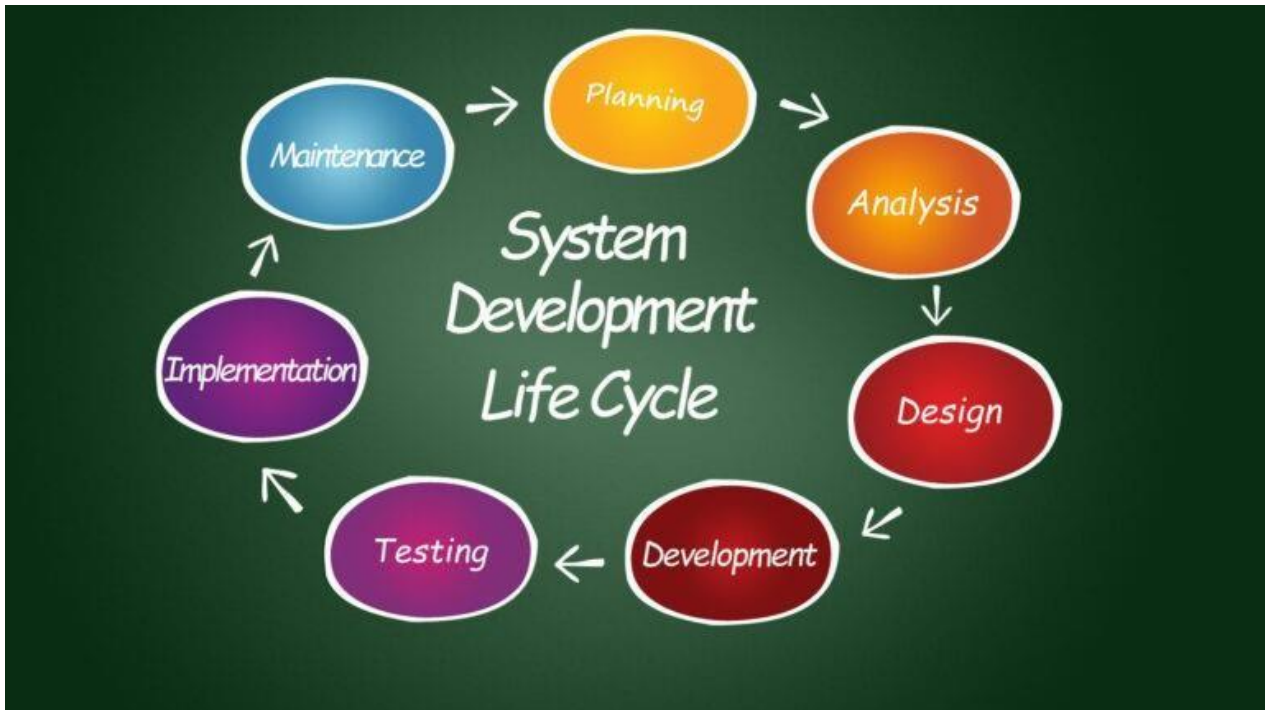 Planning
Maintenance
Analysis
System
Development
Life Cycle
Implementation
Design
Testing
Development